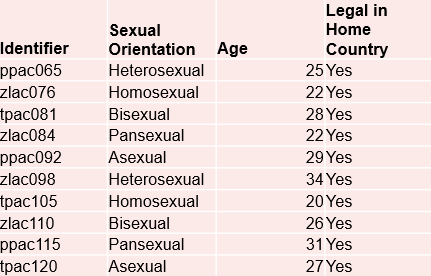 Identifier Sexual Orientation Age Legal in Home Country
ppac065 Heterosexual 25 Yes
zlac076 Homosexual 22 Yes
tpac081 Bisexual 28 Yes
zlac084 Pansexual 22 Yes
ppac092 Asexual 29 Yes
zlac098 Heterosexual 34 Yes
tpac105 Homosexual 20 Yes
zlac110 Bisexual 26 Yes
ppac115 Pansexual 31 Yes
tpac120 Asexual 27 Yes